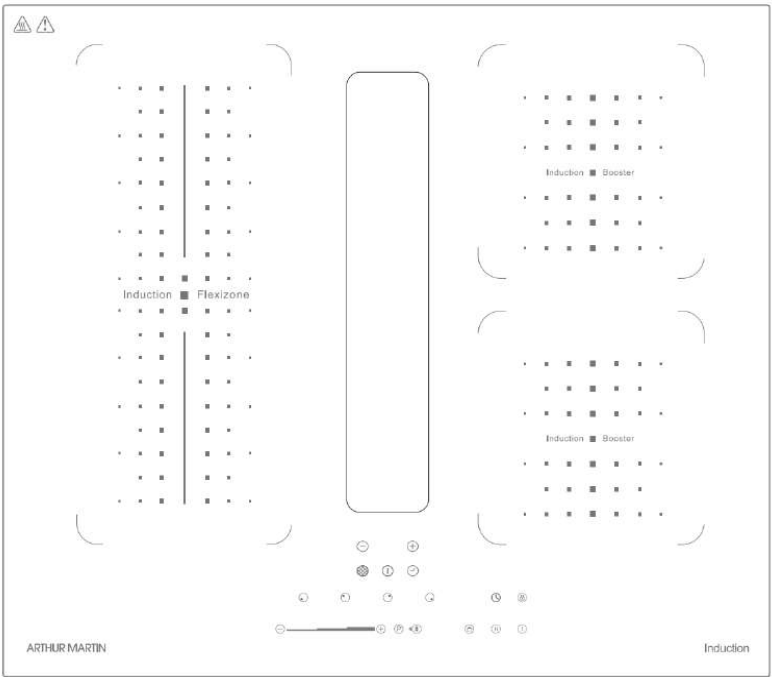 Induction Booster
Induction Flexizone
Induction Booster
ARTHUR MARTIN
Induction